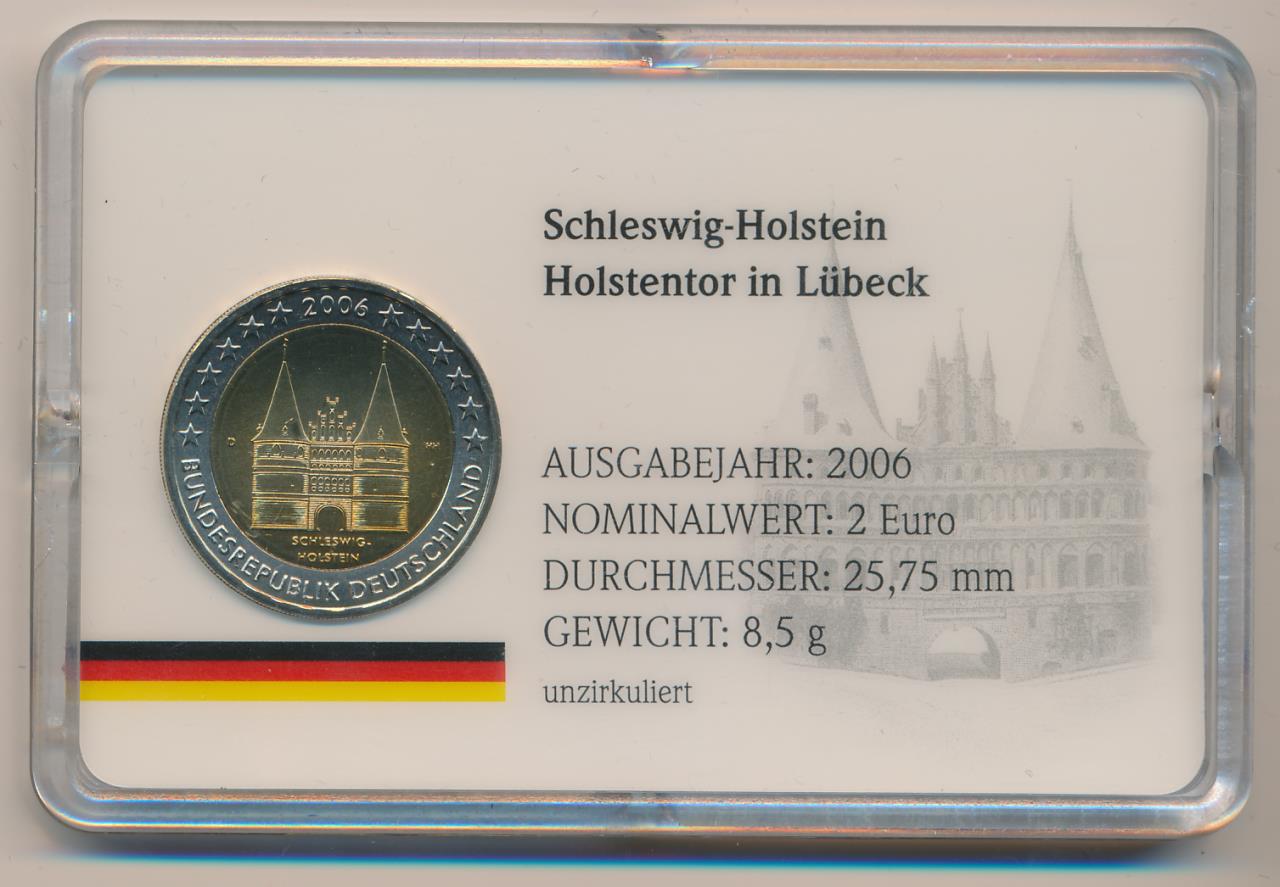 2006
D
BUNDESREPUBLIK DEUTSCHLAND
SCHLESWIG-
HOLSTEIN
Schleswig-Holstein
Holstentor in Lübeck
AUSGABEJAHR: 2006
NOMINALWERT: 2 Euro
DURCHMESSER: 25,75 mm
GEWICHT: 8,5 g
unzirkuliert